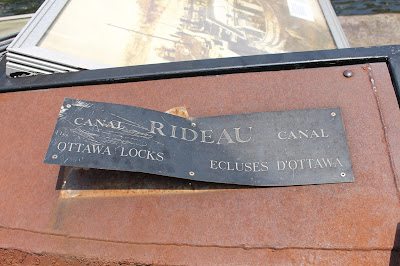 CANAL RIDEAU CANAL
OTTAWA LOCKS ECLUSES D'OTTAWA